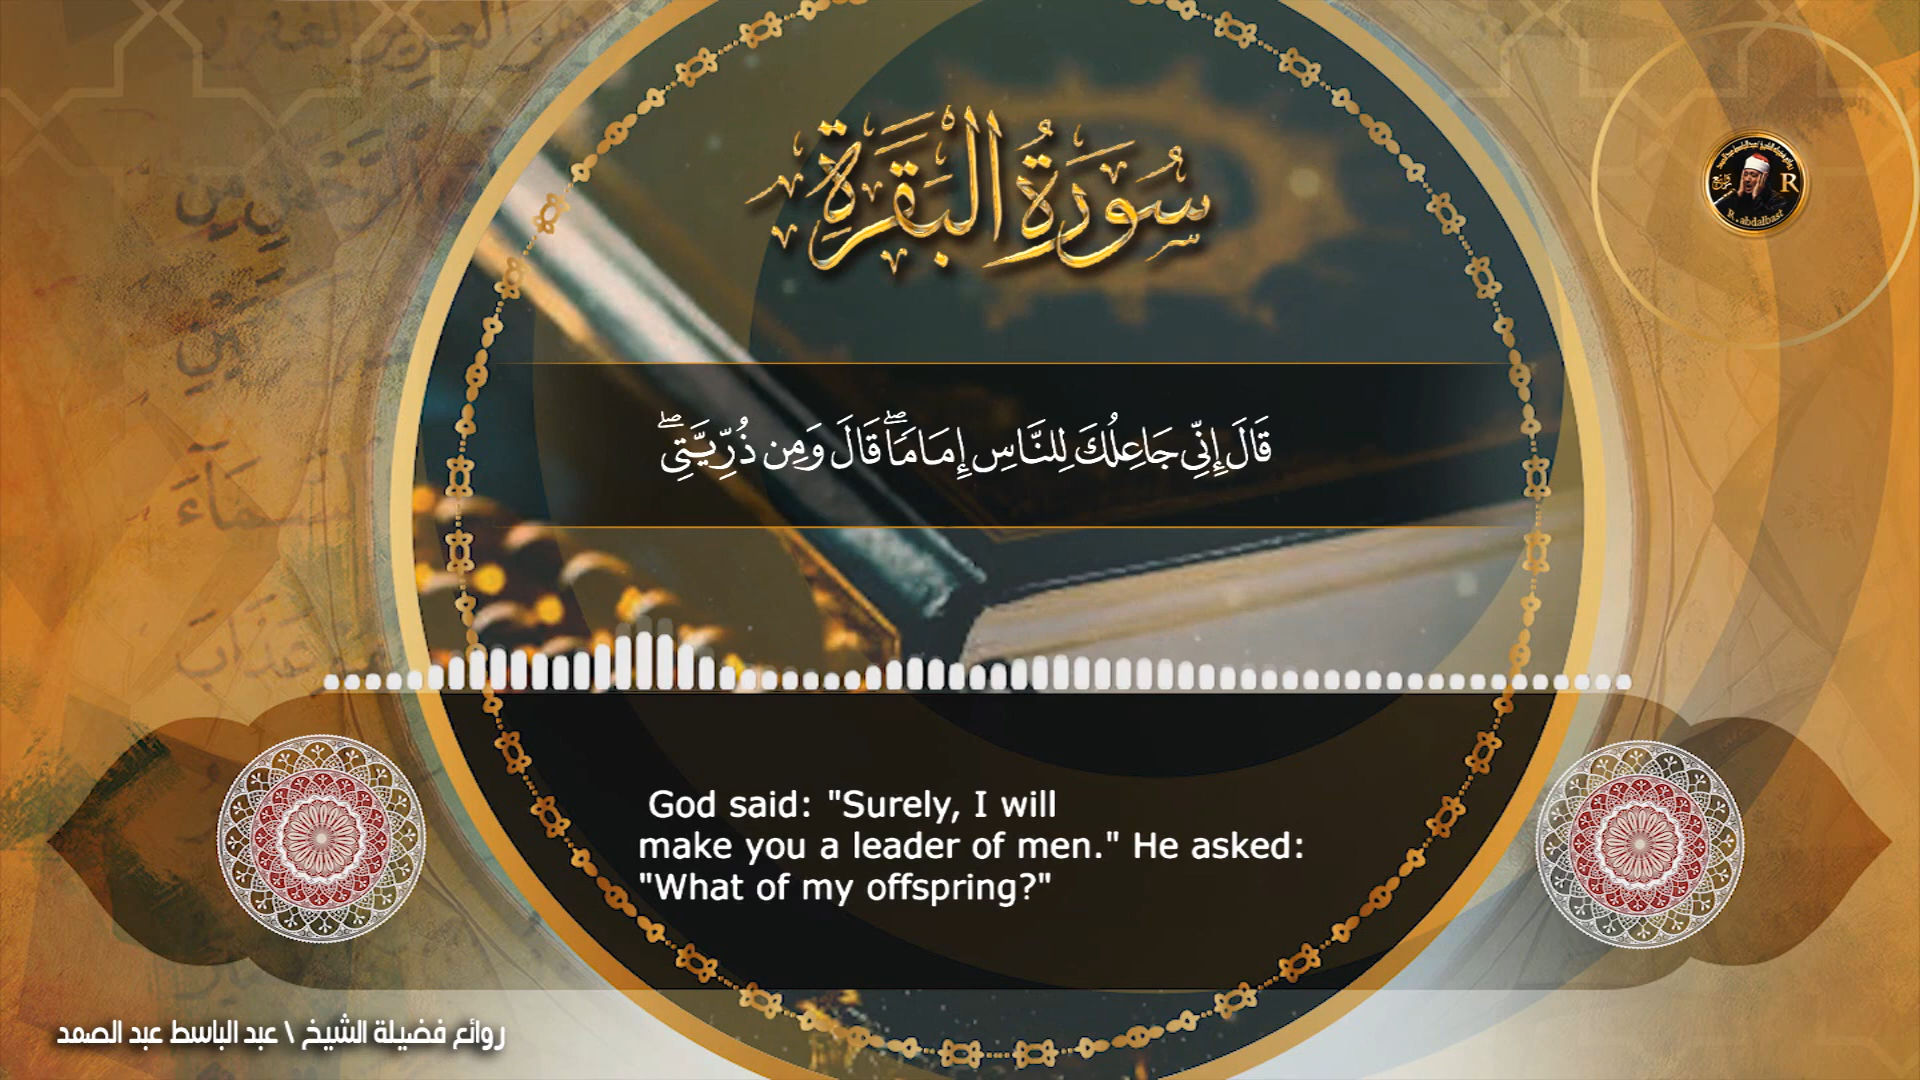 سُورَةُ البَقَرَةِ
قَالَ إِنِّي جَاعِلُكَ لِلنَّاسِ إِمَامَاۖ قَالَ وَمِن ذُرِّيَّتِيۖ
God said: "Surely, I will
make you a leader of men." He asked:
"What of my offspring?"
روائع فضيلة الشيخ \ عبد الباسط عبد الصمد
R
R.abdalbast